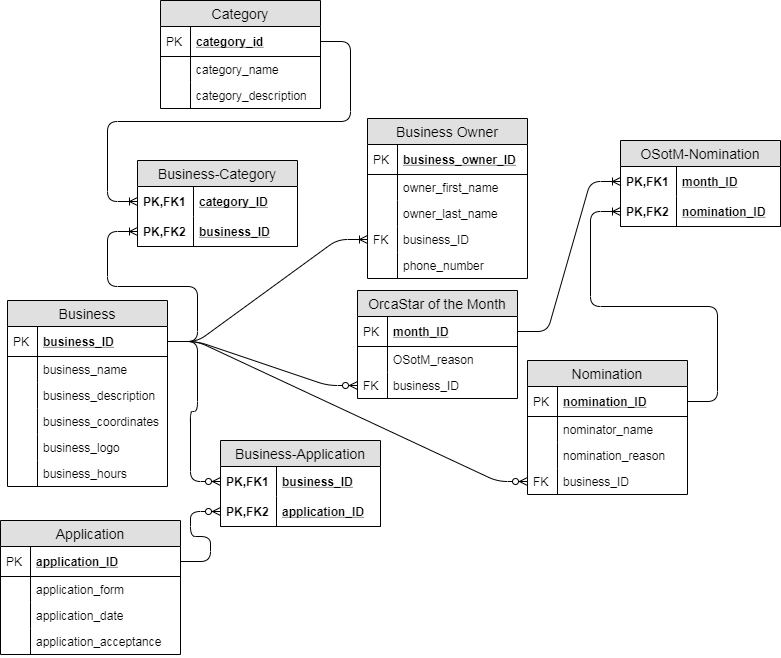 Category
PK category_id
category_name
category_description
Business Owner
PK business_owner_ID
owner_first_name
owner_last_name
FK business_ID
phone_number
OSotM-Nomination
PK,FK1 month_ID
PK,FK2 nomination_ID
Business-Category
PK,FK1 category_ID
PK,FK2 business_ID
Business
PK business_ID
business_name
business_description
business_coordinates
business_logo
business_hours
OrcaStar of the Month
PK month_ID
OSotM_reason
FK business_ID
Nomination
PK nomination_ID
nominator_name
nomination_reason
FK business_ID
Business-Application
PK,FK1 business_ID
PK,FK2 application_ID
Application
PK application_ID
application_form
application_date
application_acceptance